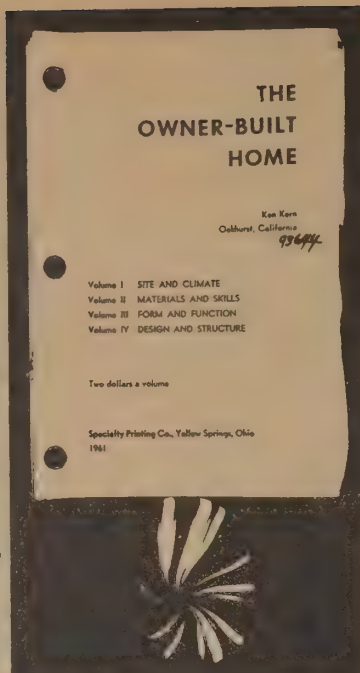 THE
OWNER-BUILT
HOME
Ken Kern
Oakhurst, California
93644
Volume I SITE AND CLIMATE
Volume II MATERIALS AND SKILLS
Volume III FORM AND FUNCTION
Volume IV DESIGN AND STRUCTURE
Two dollars a volume
Specialty Printing Co., Yellow Springs, Ohio
1961